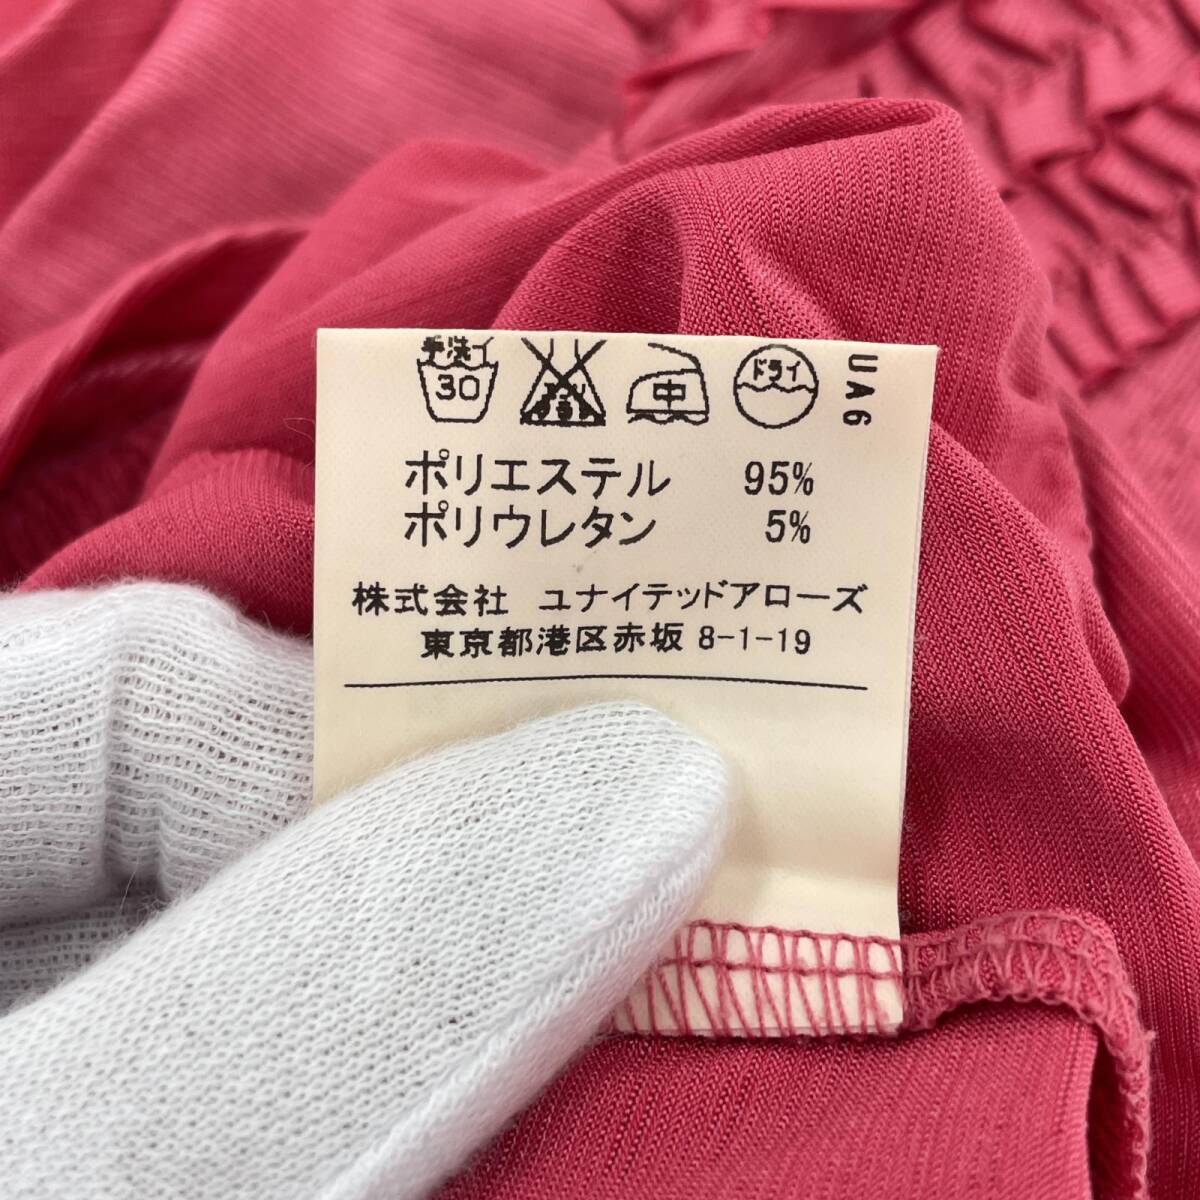 手洗イ 30 中 ドライ
UA6
ポリエステル 95%
ポリウレタン 5%
株式会社 ユナイテッドアローズ
東京都港区赤坂 8-1-19